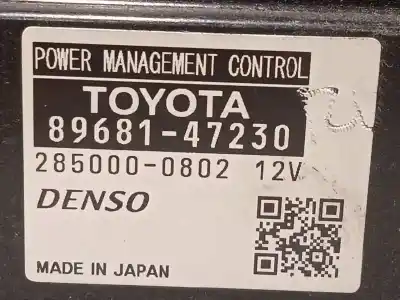 POWER MANAGEMENT CONTROL
TOYOTA
89681-47230
285000-0802 12V
DENSO
MADE IN JAPAN